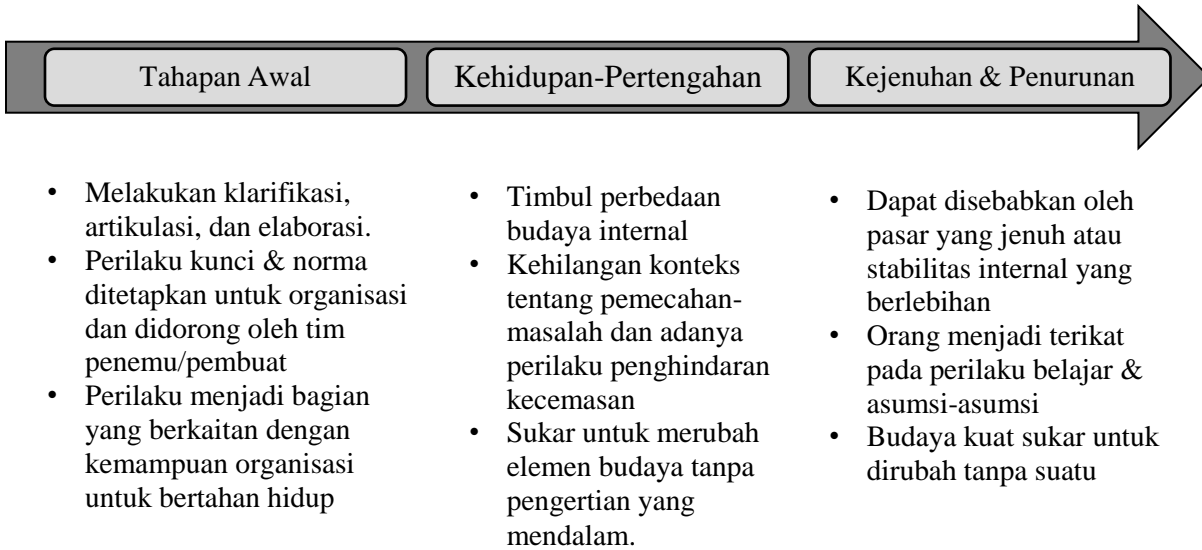 Tahapan Awal
Kehidupan-Pertengahan
Kejenuhan & Penurunan
• Melakukan klarifikasi,
artikulasi, dan elaborasi.
• Perilaku kunci & norma
ditetapkan untuk organisasi
dan didorong oleh tim
penemu/pembuat
• Perilaku menjadi bagian
yang berkaitan dengan
kemampuan organisasi
untuk bertahan hidup
• Timbul perbedaan
budaya internal
• Kehilangan konteks
tentang pemecahan-
masalah dan adanya
perilaku penghindaran
kecemasan
• Sukar untuk merubah
elemen budaya tanpa
pengertian yang
mendalam.
• Dapat disebabkan oleh
pasar yang jenuh atau
stabilitas internal yang
berlebihan
• Orang menjadi terikat
pada perilaku belajar &
asumsi-asumsi
• Budaya kuat sukar untuk
dirubah tanpa suatu